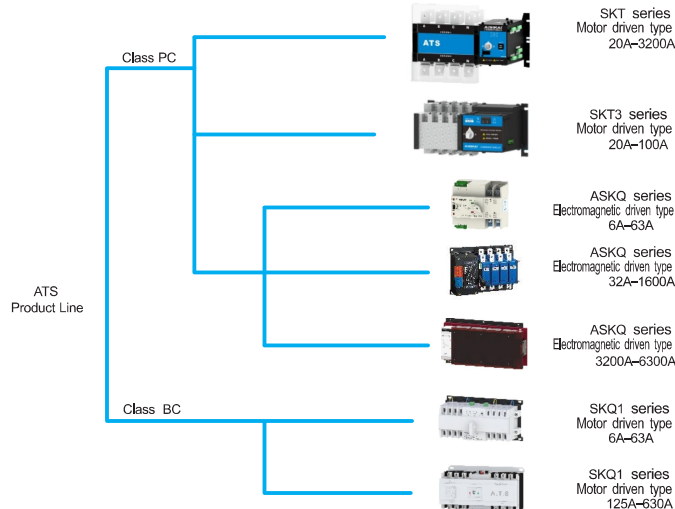 SKT series
Motor driven type
20A–3200A
Class PC
ATS
SKT3 series
Motor driven type
20A–100A
ASKQ series
Electromagnetic driven type
6A–63A
ASKQ series
Electromagnetic driven type
32A–1600A
ATS
Product Line
ASKQ series
Electromagnetic driven type
3200A–6300A
Class BC
SKQ1 series
Motor driven type
6A–63A
SKQ1 series
Motor driven type
125A–630A
A.T.S